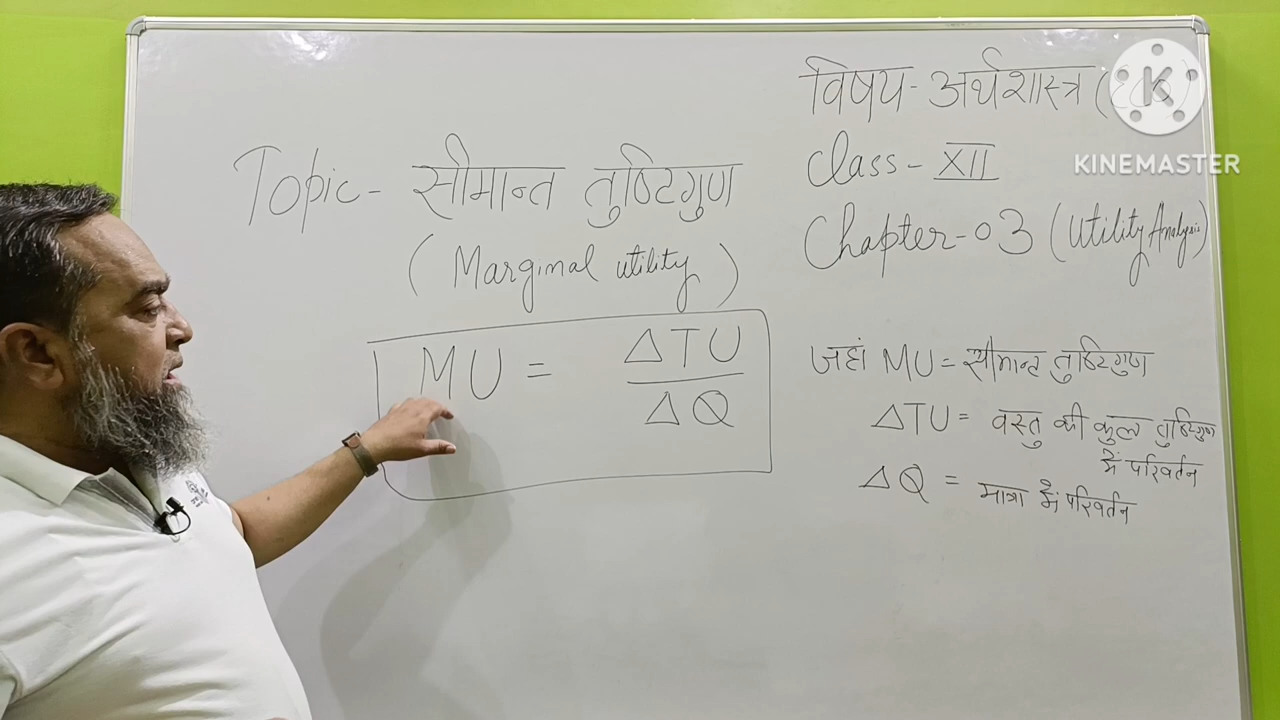 विषय- अर्थशास्त्र
Class- XII
Chapter-03 (Utility Analysis)
Topic- सीमान्त तुष्टिगुण
(Marginal utility)
MU = ΔTU / ΔQ
जहां MU = सीमान्त तुष्टिगुण
ΔTU = वस्तु की कुल तुष्टिगुण
में परिवर्तन
ΔQ = मात्रा में परिवर्तन
K
KINEMASTER